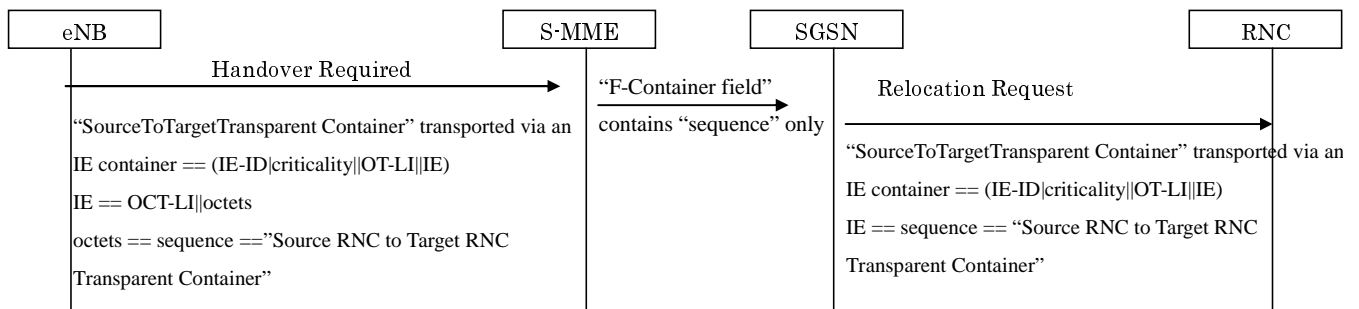 eNB
S-MME
SGSN
RNC
Handover Required
“F-Container field”
contains “sequence” only
Relocation Request
“SourceToTargetTransparent Container” transported via an
IE container == (IE-ID|criticality||OT-LI||IE)
IE == OCT-LI||octets
octets == sequence ==”Source RNC to Target RNC
Transparent Container”
“SourceToTargetTransparent Container” transported via an
IE container == (IE-ID|criticality||OT-LI||IE)
IE == sequence == “Source RNC to Target RNC
Transparent Container”